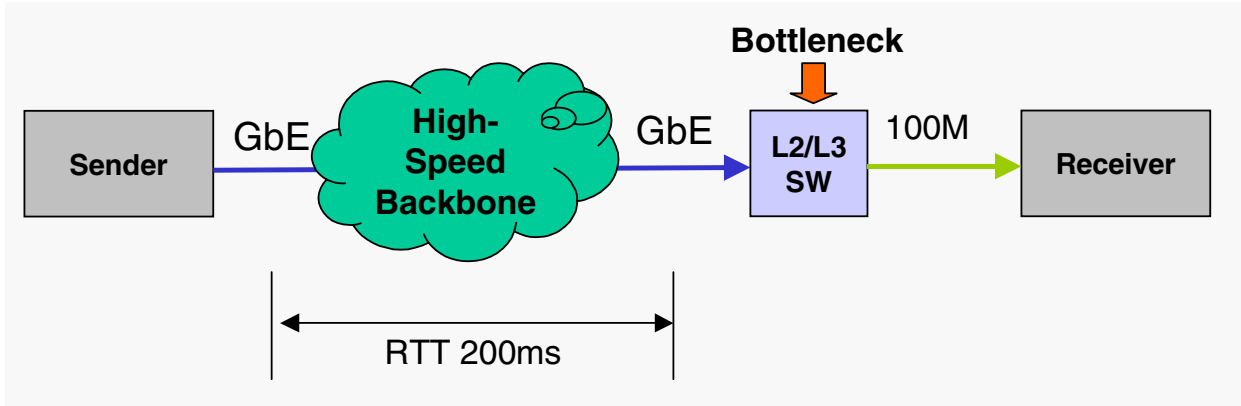 Bottleneck
Sender
GbE
High-
Speed
Backbone
GbE
L2/L3
SW
100M
Receiver
RTT 200ms